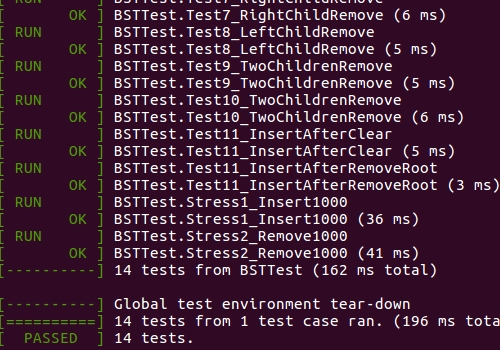 [ RUN      ] BSTTest.Test7_RightChildRemove
[       OK ] BSTTest.Test7_RightChildRemove (6 ms)
[ RUN      ] BSTTest.Test8_LeftChildRemove
[       OK ] BSTTest.Test8_LeftChildRemove (5 ms)
[ RUN      ] BSTTest.Test9_TwoChildrenRemove
[       OK ] BSTTest.Test9_TwoChildrenRemove (5 ms)
[ RUN      ] BSTTest.Test10_TwoChildrenRemove
[       OK ] BSTTest.Test10_TwoChildrenRemove (6 ms)
[ RUN      ] BSTTest.Test11_InsertAfterClear
[       OK ] BSTTest.Test11_InsertAfterClear (5 ms)
[ RUN      ] BSTTest.Test11_InsertAfterRemoveRoot
[       OK ] BSTTest.Test11_InsertAfterRemoveRoot (3 ms)
[ RUN      ] BSTTest.Stress1_Insert1000
[       OK ] BSTTest.Stress1_Insert1000 (36 ms)
[ RUN      ] BSTTest.Stress2_Remove1000
[       OK ] BSTTest.Stress2_Remove1000 (41 ms)
[----------] 14 tests from BSTTest (162 ms total)

[----------] Global test environment tear-down
[==========] 14 tests from 1 test case ran. (196 ms tota
[  PASSED  ] 14 tests.